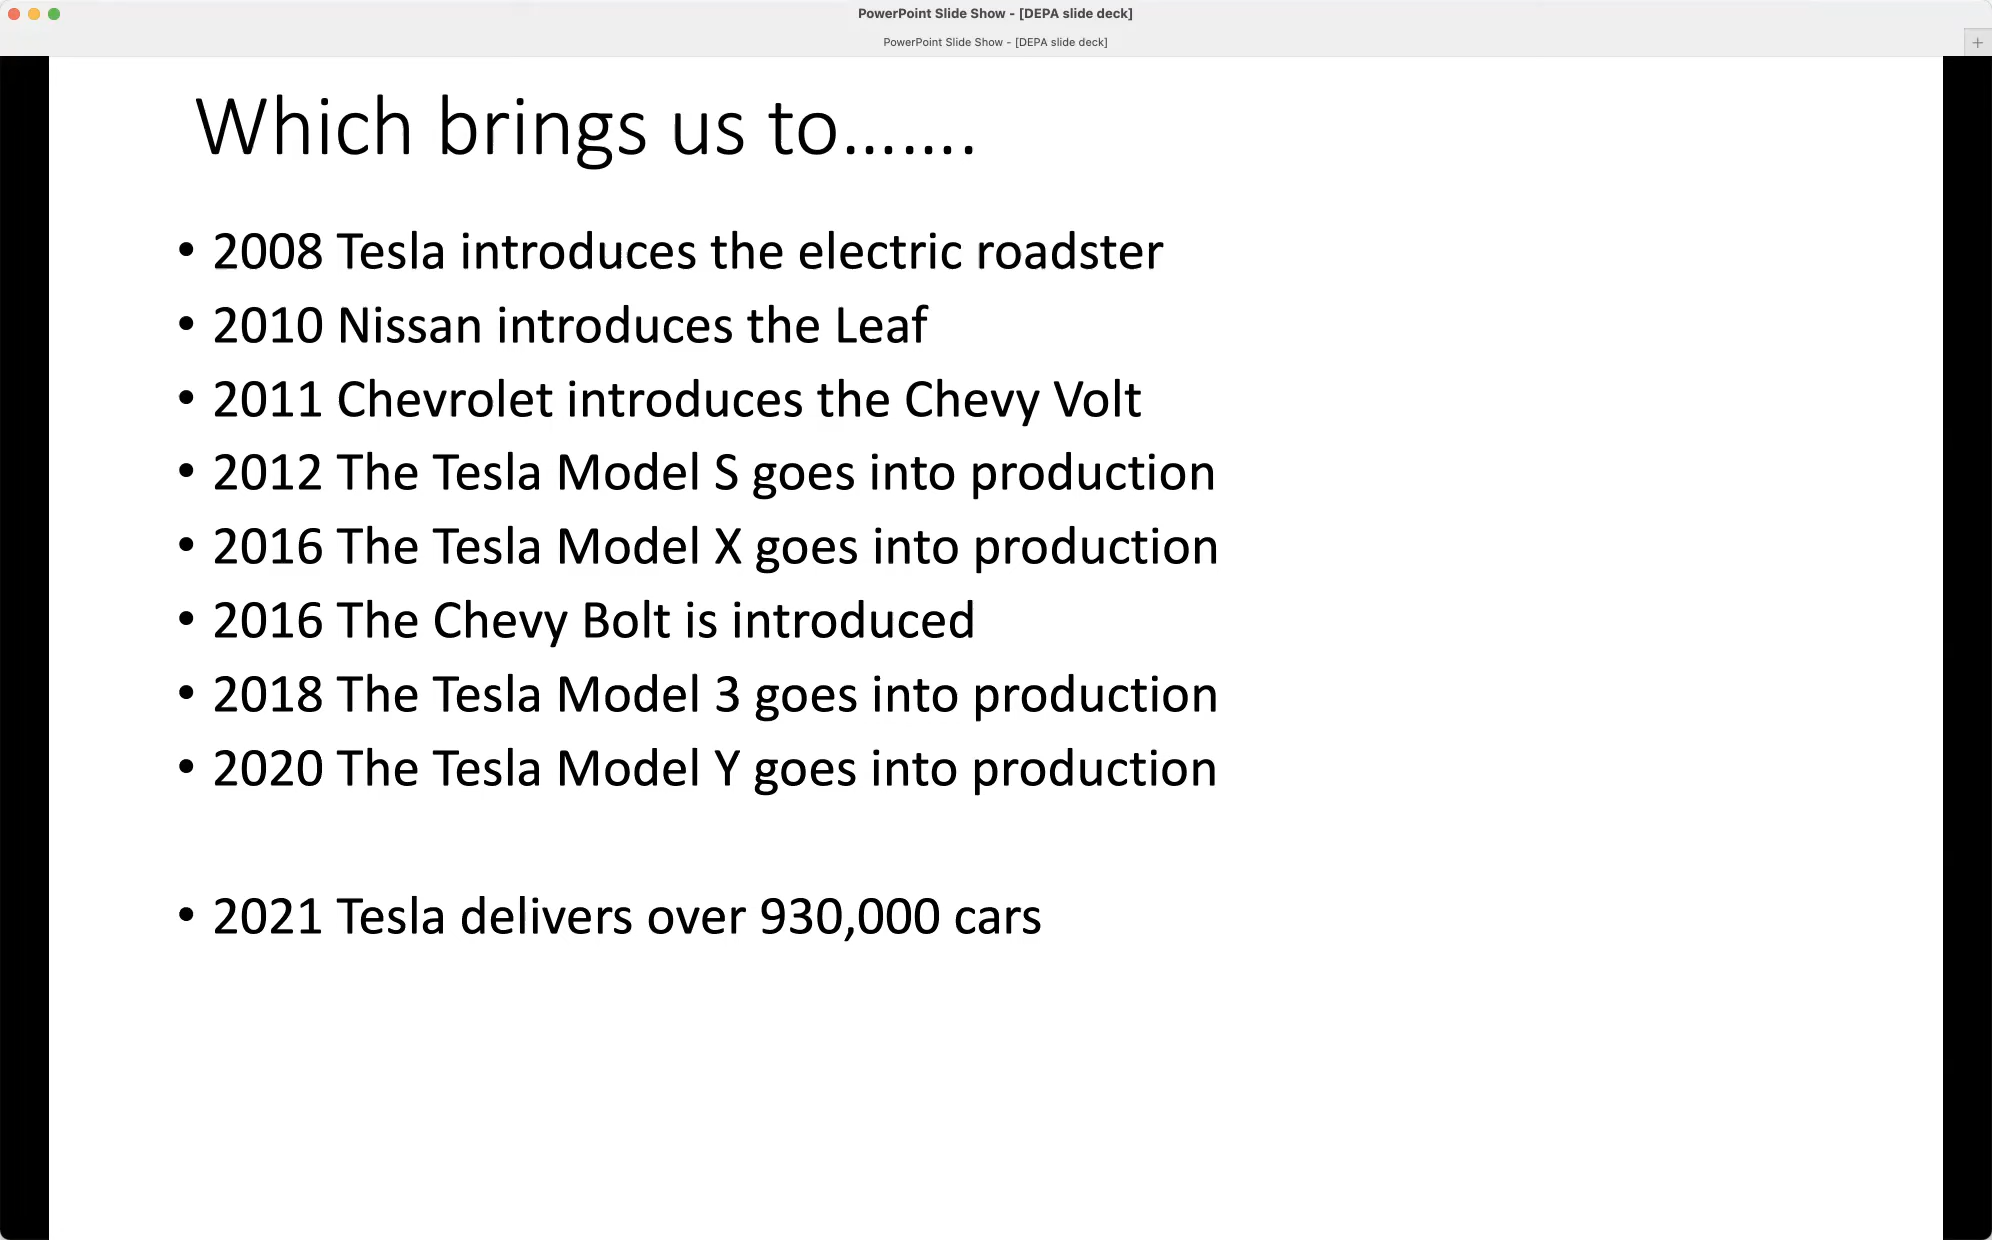 PowerPoint Slide Show - [DEPA slide deck]
PowerPoint Slide Show - [DEPA slide deck]
+
Which brings us to…….
• 2008 Tesla introduces the electric roadster
• 2010 Nissan introduces the Leaf
• 2011 Chevrolet introduces the Chevy Volt
• 2012 The Tesla Model S goes into production
• 2016 The Tesla Model X goes into production
• 2016 The Chevy Bolt is introduced
• 2018 The Tesla Model 3 goes into production
• 2020 The Tesla Model Y goes into production
• 2021 Tesla delivers over 930,000 cars